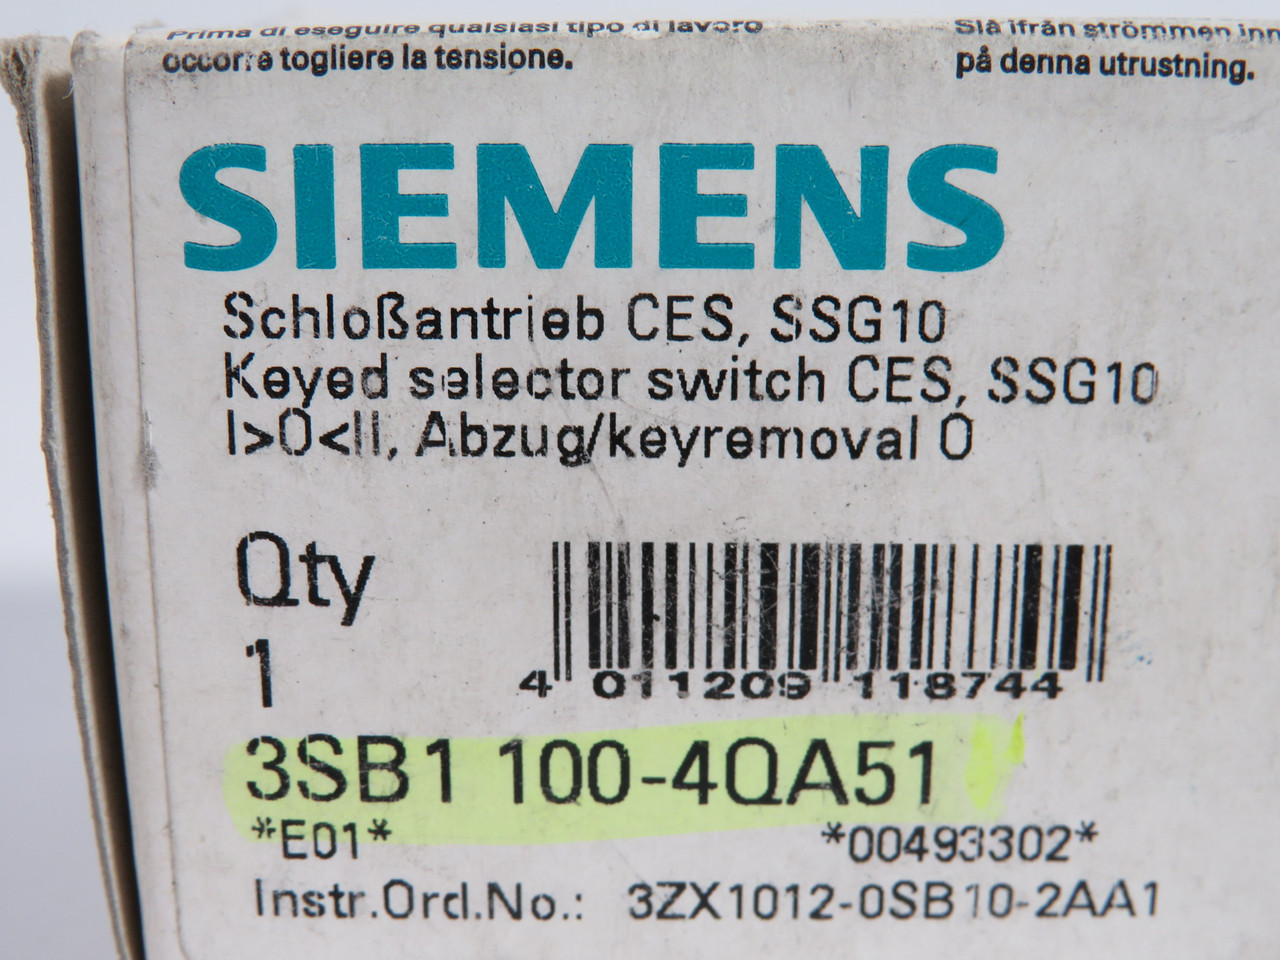 Prima di eseguire qualsiasi tipo di lavoro
occorre togliere la tensione.
Slå ifrån strömmen inn
på denna utrustning.
SIEMENS
Schloßantrieb CES, SSG10
Keyed selector switch CES, SSG10
I>O<II, Abzug/keyremoval O
Qty
1
4 011209 118744
3SB1 100-4QA51
*E01*
*00493302*
Instr.Ord.No.: 3ZX1012-0SB10-2AA1